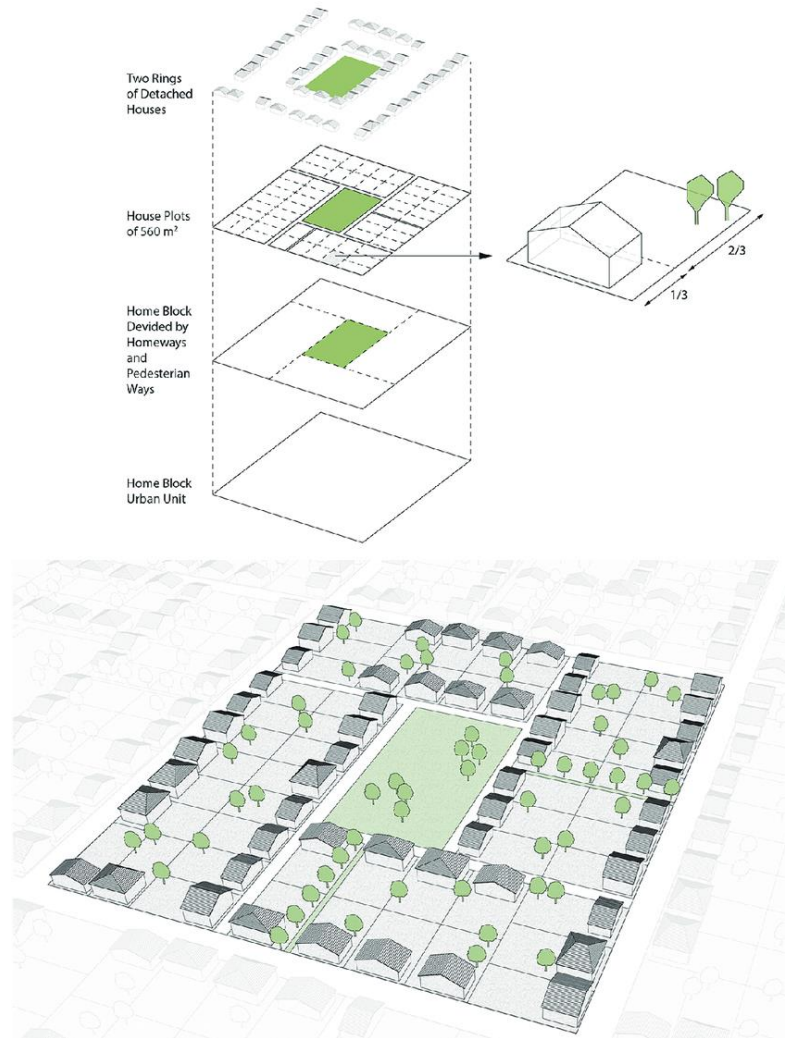 Two Rings
of Detached
Houses
House Plots
of 560 m²
2/3
1/3
Home Block
Devided by
Homeways
and
Pedesterian
Ways
Home Block
Urban Unit